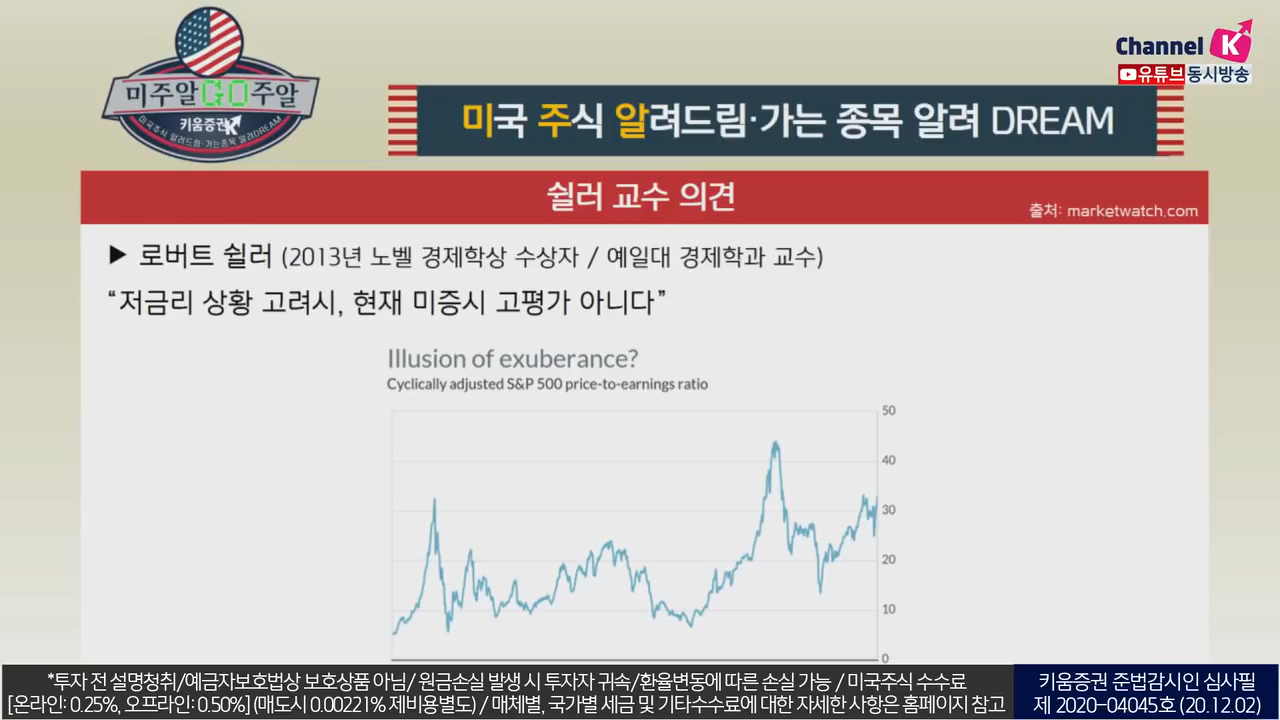 미주알GO주알
키움증권
미국주식 알려드림·가는종목 알려DREAM
Channel K
유튜브 동시방송
미국 주식 알려드림·가는 종목 알려 DREAM
쉴러 교수 의견
출처: marketwatch.com
▶ 로버트 쉴러 (2013년 노벨 경제학상 수상자 / 예일대 경제학과 교수)
“저금리 상황 고려시, 현재 미증시 고평가 아니다”
Illusion of exuberance?
Cyclically adjusted S&P 500 price-to-earnings ratio
50
40
30
20
10
0
*투자 전 설명청취/예금자보호법상 보호상품 아님/ 원금손실 발생 시 투자자 귀속/환율변동에 따른 손실 가능 / 미국주식 수수료
[온라인: 0.25%, 오프라인: 0.50%] (매도시 0.00221% 제비용별도) / 매체별, 국가별 세금 및 기타수수료에 대한 자세한 사항은 홈페이지 참고
키움증권 준법감시인 심사필
제 2020-04045호 (20.12.02)